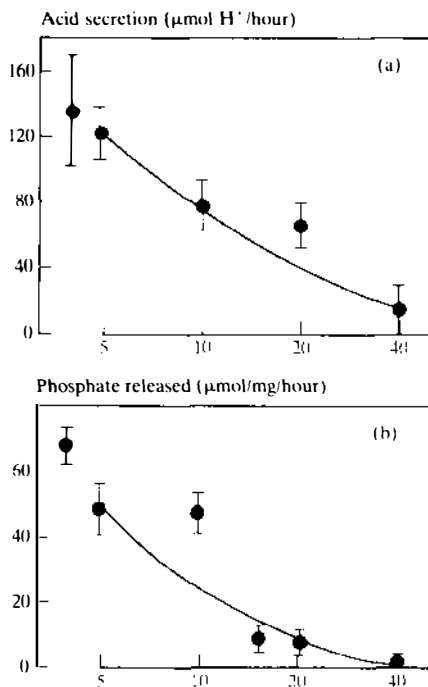 Acid secretion (μmol H⁺/hour)
(a)
160
120
80
40
0
5 10 20 40
Phosphate released (μmol/mg/hour)
(b)
60
40
20
0
5 10 20 40